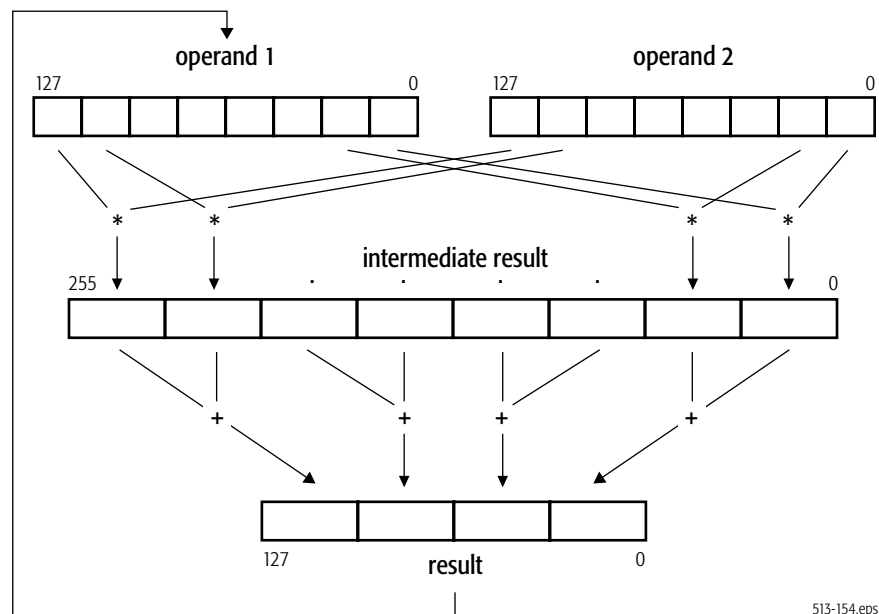 operand 1
operand 2
127 0
127 0
* * * *
intermediate result
255 . . . . 0
+ + + +
127 result 0
513-154.eps